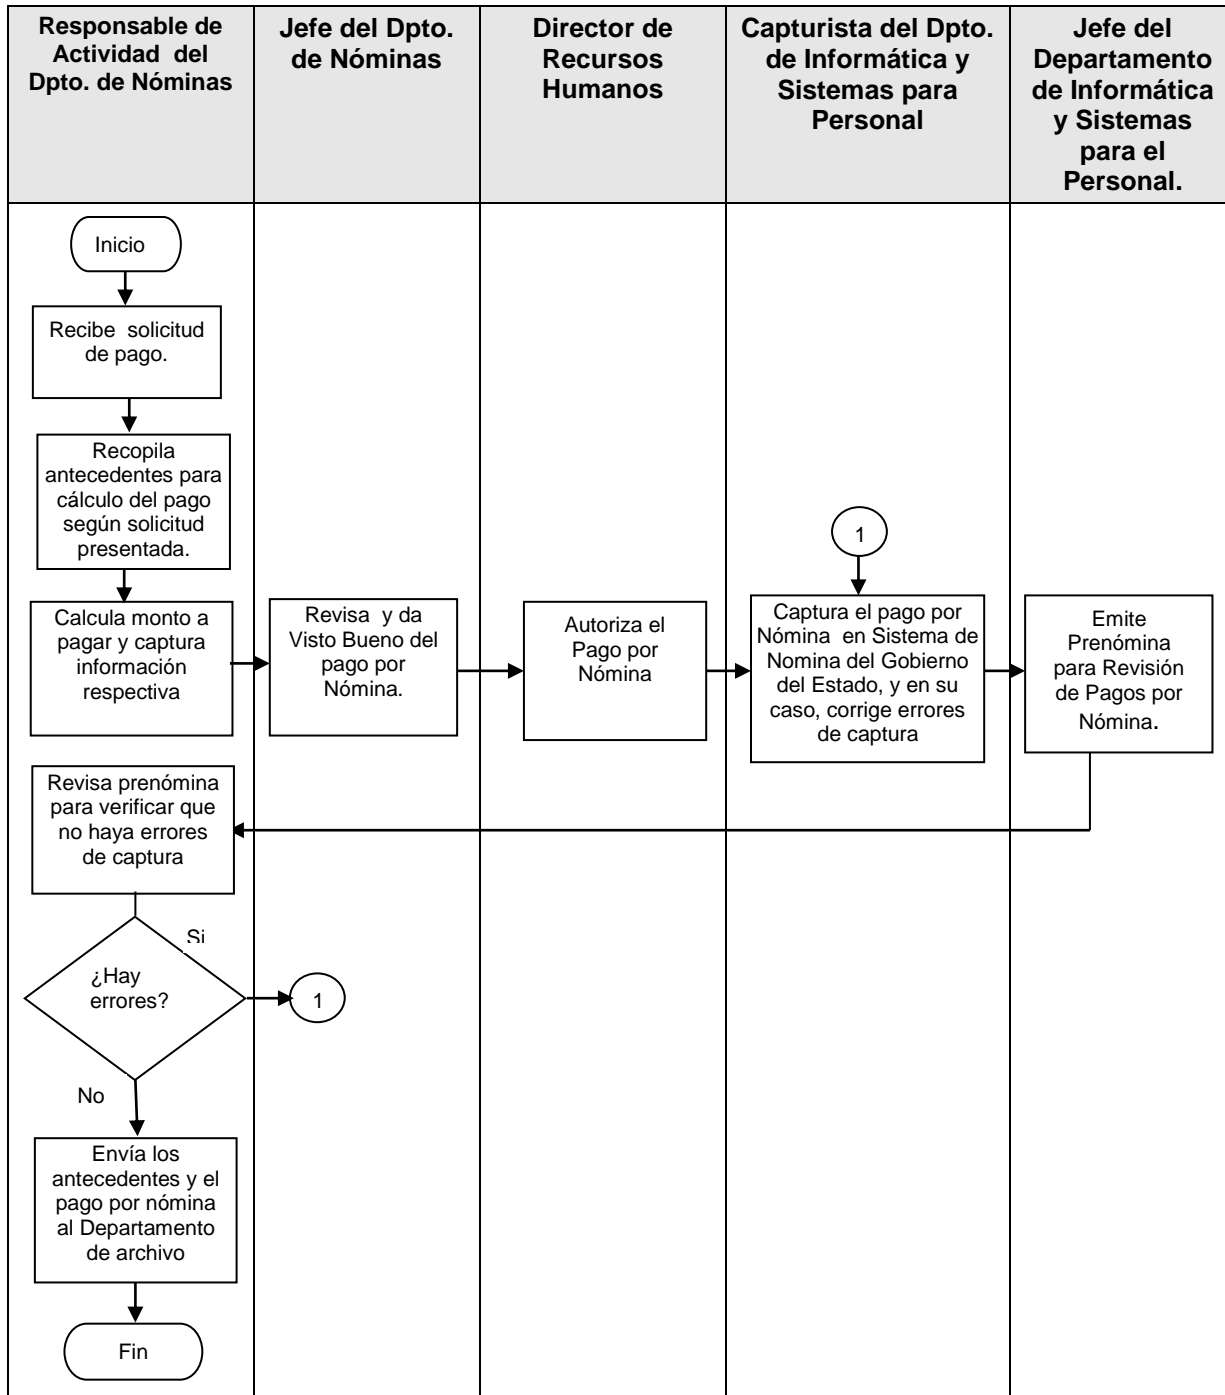 Responsable de
Actividad del
Dpto. de Nóminas
Jefe del Dpto.
de Nóminas
Director de
Recursos
Humanos
Capturista del Dpto.
de Informática y
Sistemas para
Personal
Jefe del
Departamento
de Informática
y Sistemas
para el
Personal.
Inicio
Recibe solicitud
de pago.
Recopila
antecedentes para
cálculo del pago
según solicitud
presentada.
1
Calcula monto a
pagar y captura
información
respectiva
Revisa y da
Visto Bueno del
pago por
Nómina.
Autoriza el
Pago por
Nómina
Captura el pago por
Nómina en Sistema de
Nomina del Gobierno
del Estado, y en su
caso, corrige errores
de captura
Emite
Prenómina
para Revisión
de Pagos por
Nómina.
Revisa prenómina
para verificar que
no haya errores
de captura
Si
¿Hay
errores?
1
No
Envía los
antecedentes y el
pago por nómina
al Departamento
de archivo
Fin